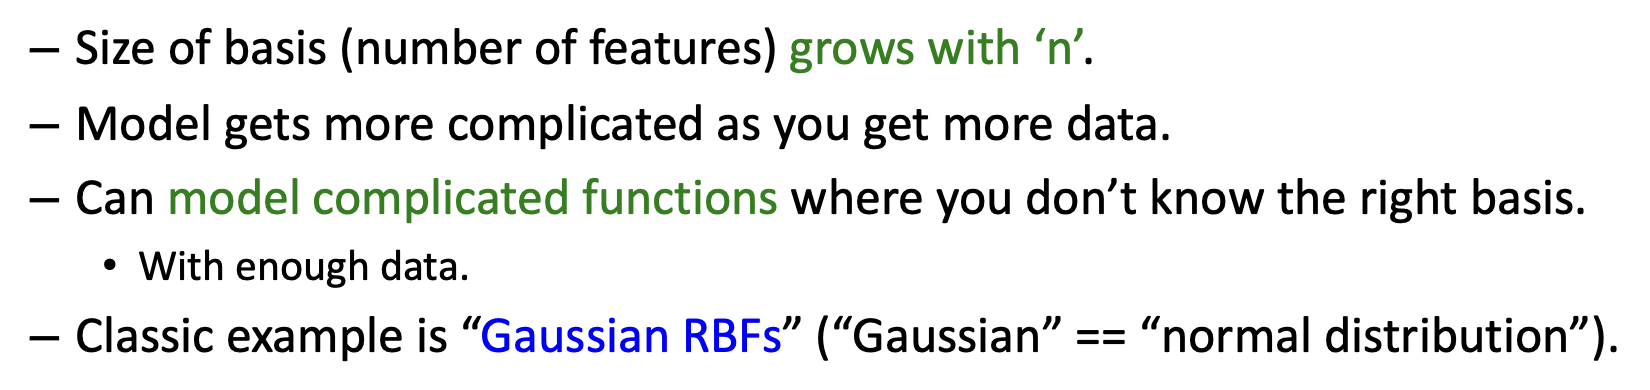 – Size of basis (number of features) grows with ‘n’.
– Model gets more complicated as you get more data.
– Can model complicated functions where you don’t know the right basis.
• With enough data.
– Classic example is “Gaussian RBFs” (“Gaussian” == “normal distribution”).